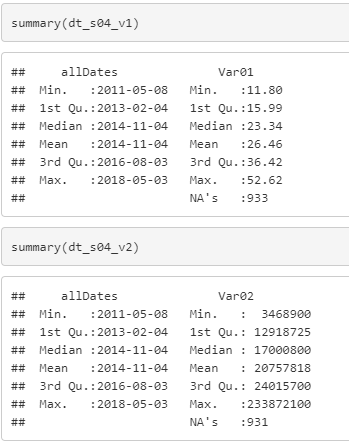 summary(dt_s04_v1)
##     allDates              Var01
##  Min.   :2011-05-08   Min.   :11.80
##  1st Qu.:2013-02-04   1st Qu.:15.99
##  Median :2014-11-04   Median :23.34
##  Mean   :2014-11-04   Mean   :26.46
##  3rd Qu.:2016-08-03   3rd Qu.:36.42
##  Max.   :2018-05-03   Max.   :52.62
##                       NA's   :933
summary(dt_s04_v2)
##     allDates              Var02
##  Min.   :2011-05-08   Min.   :  3468900
##  1st Qu.:2013-02-04   1st Qu.: 12918725
##  Median :2014-11-04   Median : 17000800
##  Mean   :2014-11-04   Mean   : 20757818
##  3rd Qu.:2016-08-03   3rd Qu.: 24015700
##  Max.   :2018-05-03   Max.   :233872100
##                       NA's   :931